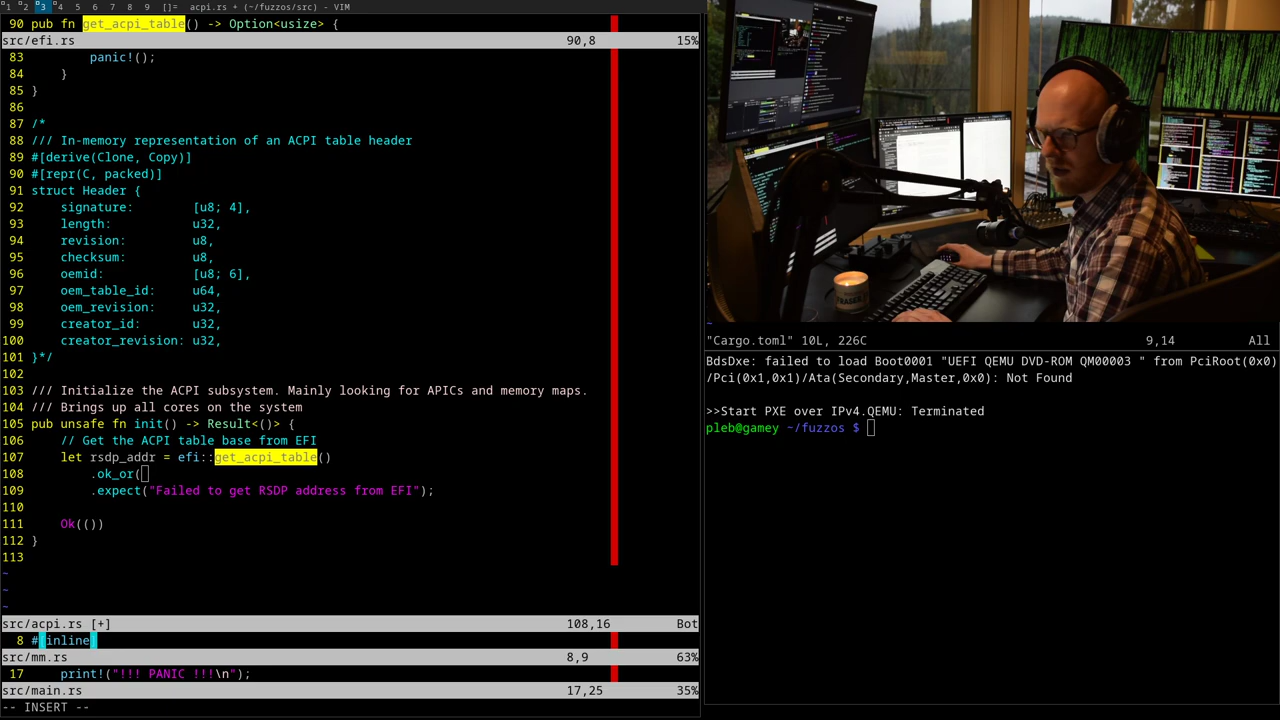 1 2 3 4 5 6 7 8 9 []= acpi.rs + (~/fuzzos/src) - VIM
90 pub fn get_acpi_table() -> Option<usize> {
src/efi.rs 90,8 15%
83         panic!();
84     }
85 }
86
87 /*
88 /// In-memory representation of an ACPI table header
89 #[derive(Clone, Copy)]
90 #[repr(C, packed)]
91 struct Header {
92     signature:         [u8; 4],
93     length:            u32,
94     revision:          u8,
95     checksum:          u8,
96     oemid:             [u8; 6],
97     oem_table_id:      u64,
98     oem_revision:      u32,
99     creator_id:        u32,
100     creator_revision: u32,
101 }*/
102
103 /// Initialize the ACPI subsystem. Mainly looking for APICs and memory maps.
104 /// Brings up all cores on the system
105 pub unsafe fn init() -> Result<()> {
106     // Get the ACPI table base from EFI
107     let rsdp_addr = efi::get_acpi_table()
108         .ok_or(
109         .expect("Failed to get RSDP address from EFI");
110
111     Ok(())
112 }
113
~
~
~
src/acpi.rs [+] 108,16 Bot
8 #[inline]
src/mm.rs 8,9 63%
17     print!("!!! PANIC !!!\n");
src/main.rs 17,25 35%
-- INSERT --
~
"Cargo.toml" 10L, 226C 9,14 All
BdsDxe: failed to load Boot0001 "UEFI QEMU DVD-ROM QM00003 " from PciRoot(0x0)
/Pci(0x1,0x1)/Ata(Secondary,Master,0x0): Not Found
>>Start PXE over IPv4.QEMU: Terminated
pleb@gamey ~/fuzzos $